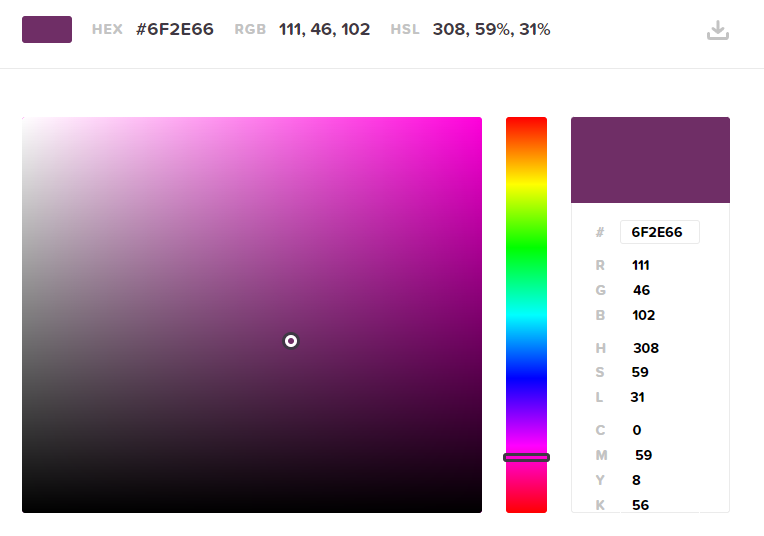 HEX #6F2E66 RGB 111, 46, 102 HSL 308, 59%, 31%
# 6F2E66
R 111
G 46
B 102
H 308
S 59
L 31
C 0
M 59
Y 8
K 56